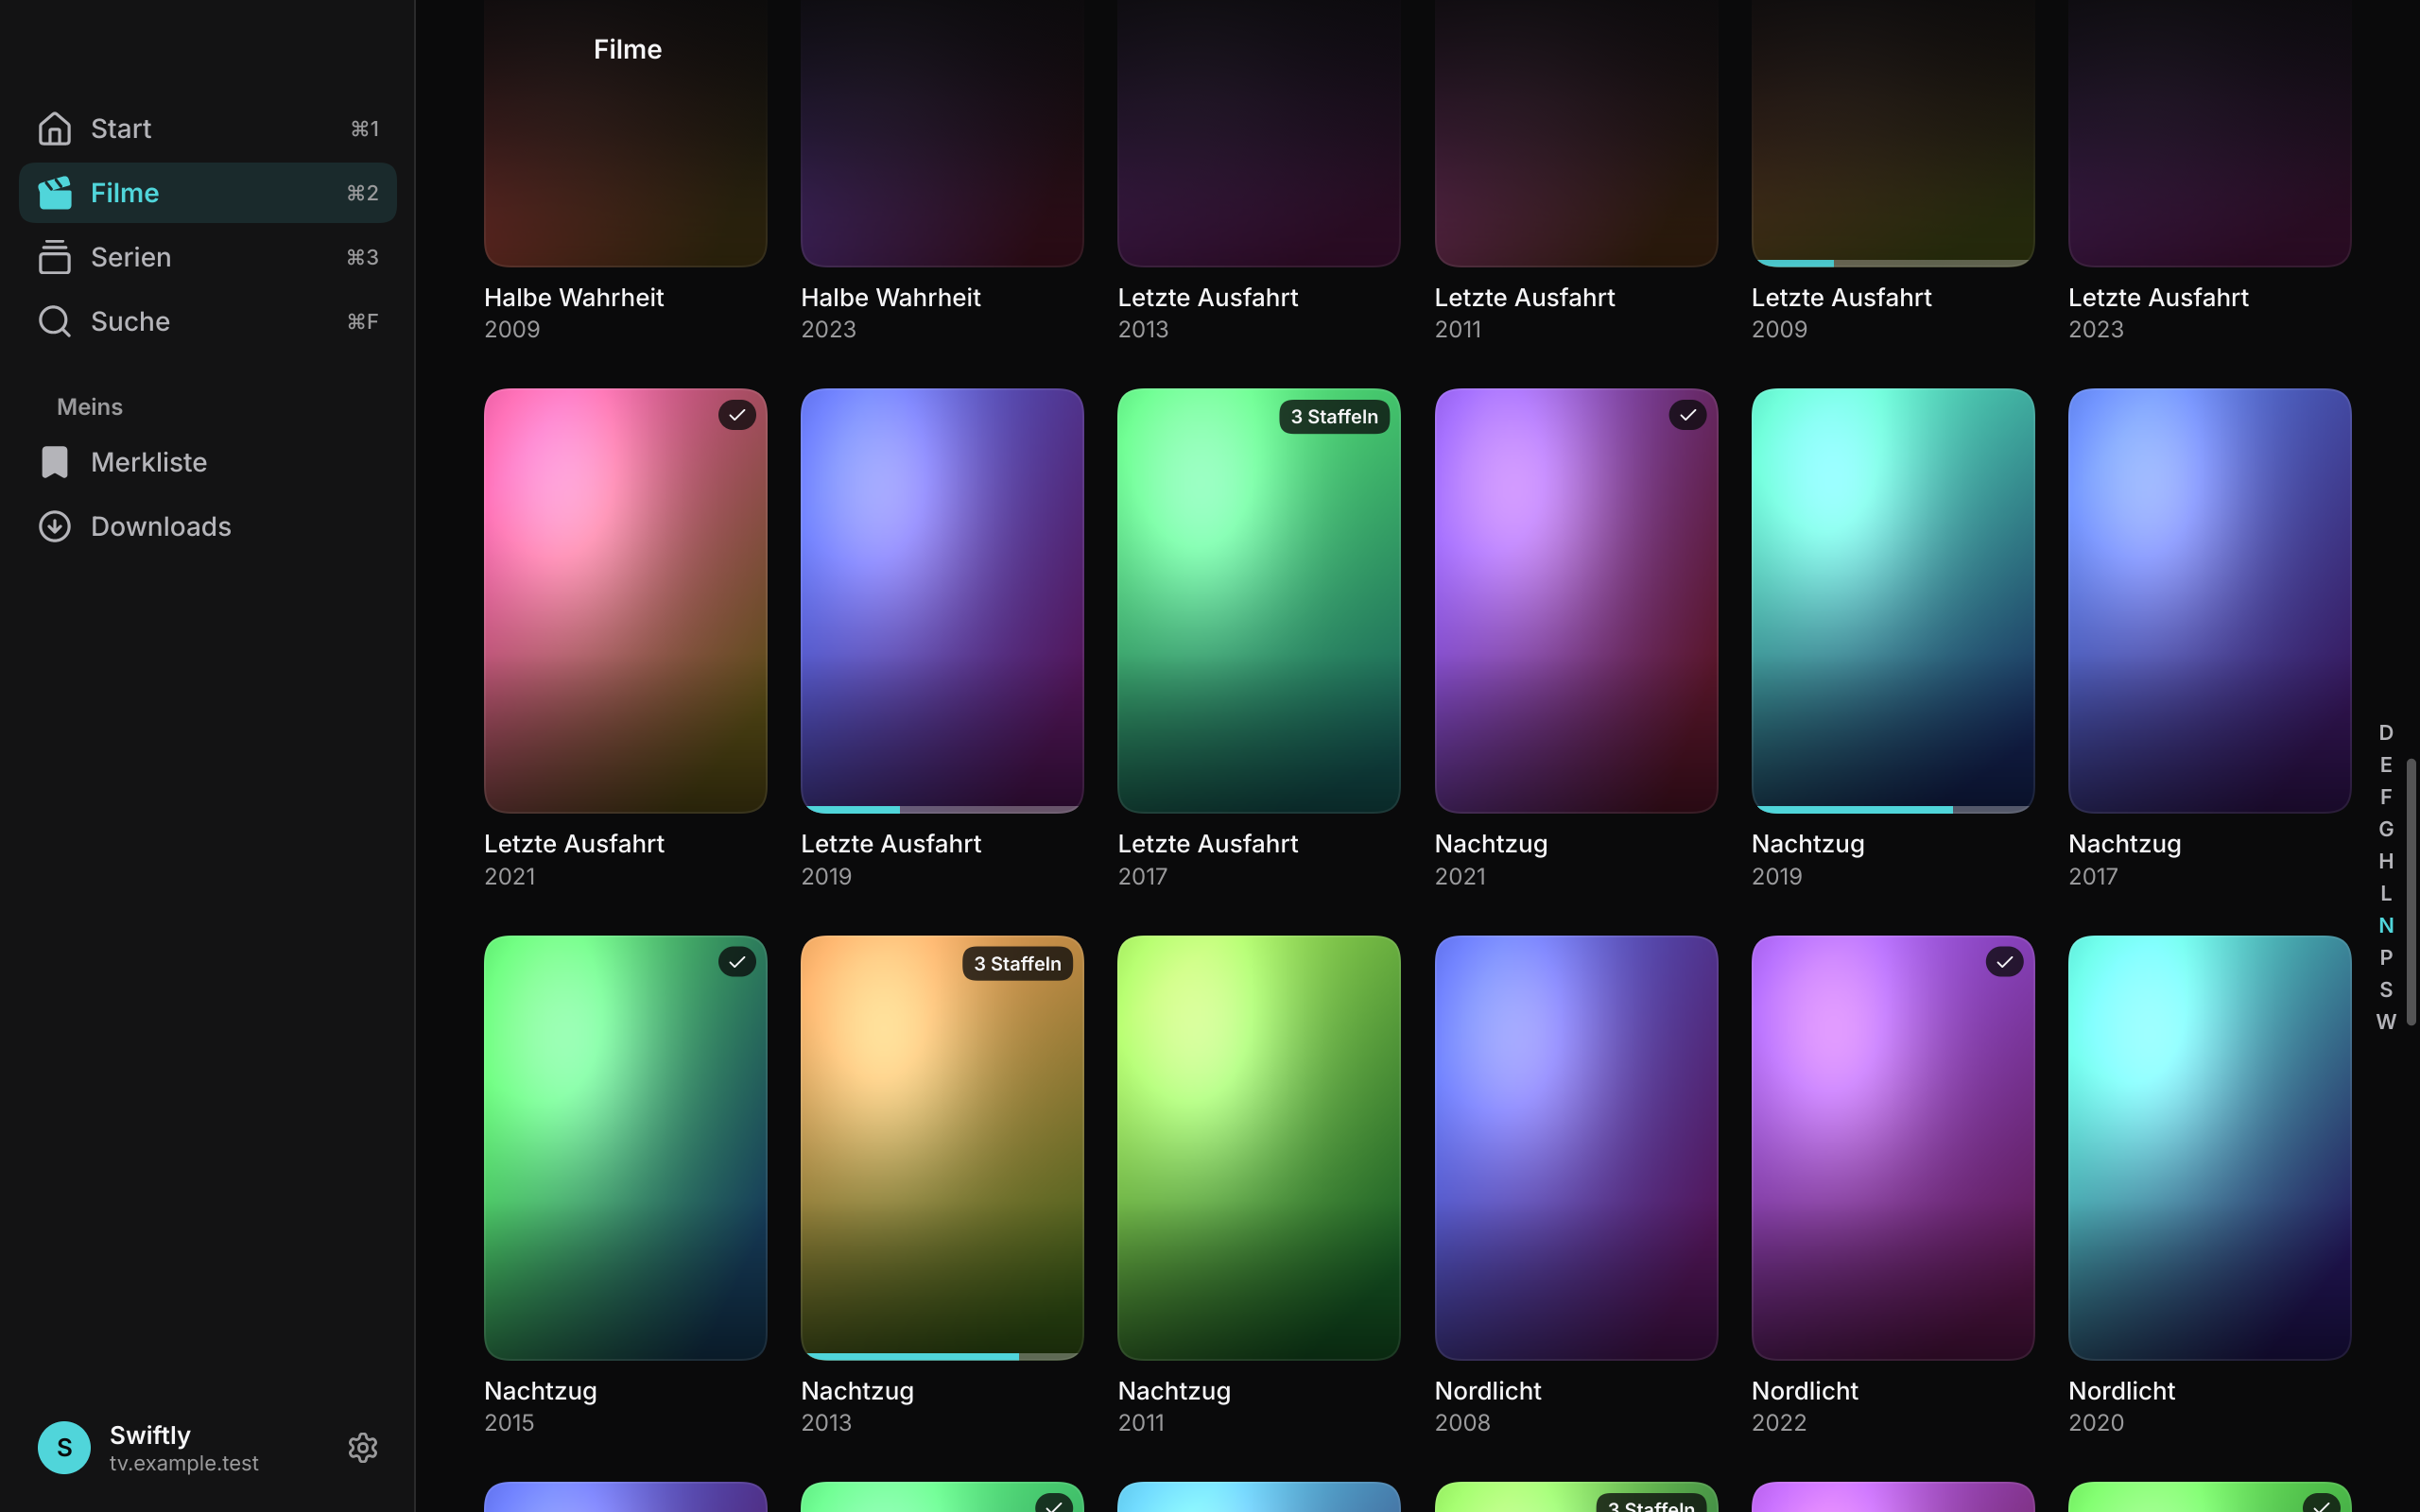 Start ⌘1
Filme ⌘2
Serien ⌘3
Suche ⌘F
Meins
Merkliste
Downloads
S
Swiftly
tv.example.test
Filme
Halbe Wahrheit
2009
Halbe Wahrheit
2023
Letzte Ausfahrt
2013
Letzte Ausfahrt
2011
Letzte Ausfahrt
2009
Letzte Ausfahrt
2023
Letzte Ausfahrt
2021
Letzte Ausfahrt
2019
3 Staffeln
Letzte Ausfahrt
2017
Nachtzug
2021
Nachtzug
2019
Nachtzug
2017
Nachtzug
2015
3 Staffeln
Nachtzug
2013
Nachtzug
2011
Nordlicht
2008
Nordlicht
2022
Nordlicht
2020
3 Staffeln
D
E
F
G
H
L
N
P
S
W